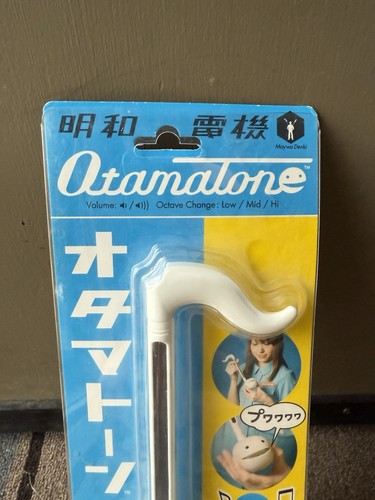 明和電機
Maywa Denki
Otamatone™
Volume: / Octave Change: Low / Mid / Hi
オタマトーン
プワワワワ